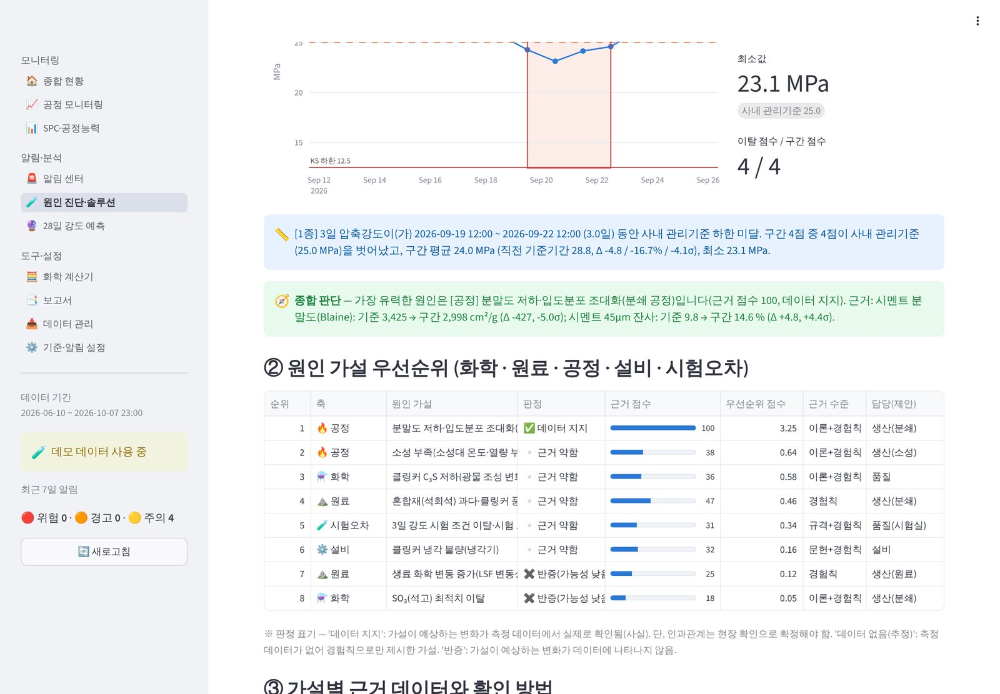 모니터링
종합 현황
공정 모니터링
SPC·공정능력
알림·분석
알림 센터
원인 진단·솔루션
28일 강도 예측
도구·설정
화학 계산기
보고서
데이터 관리
기준·알림 설정
데이터 기간
2026-06-10 ~ 2026-10-07 23:00
데모 데이터 사용 중
최근 7일 알림
위험 0 · 경고 0 · 주의 4
새로고침
MPa
25
20
15
KS 하한 12.5
Sep 12 Sep 14 Sep 16 Sep 18 Sep 20 Sep 22 Sep 24 Sep 26
2026
최소값
23.1 MPa
사내 관리기준 25.0
이탈 점수 / 구간 점수
4 / 4
[1종] 3일 압축강도이(가) 2026-09-19 12:00 ~ 2026-09-22 12:00 (3.0일) 동안 사내 관리기준 하한 미달. 구간 4점 중 4점이 사내 관리기준
(25.0 MPa)을 벗어났고, 구간 평균 24.0 MPa (직전 기준기간 28.8, Δ -4.8 / -16.7% / -4.1σ), 최소 23.1 MPa.
종합 판단 — 가장 유력한 원인은 [공정] 분말도 저하·입도분포 조대화(분쇄 공정)입니다(근거 점수 100, 데이터 지지). 근거: 시멘트 분
말도(Blaine): 기준 3,425 → 구간 2,998 cm²/g (Δ -427, -5.0σ); 시멘트 45μm 잔사: 기준 9.8 → 구간 14.6 % (Δ +4.8, +4.4σ).
② 원인 가설 우선순위 (화학 · 원료 · 공정 · 설비 · 시험오차)
순위 축 원인 가설 판정 근거 점수 우선순위 점수 근거 수준 담당(제안)
1 공정 분말도 저하·입도분포 조대화( 데이터 지지 100 3.25 이론+경험칙 생산(분쇄)
2 공정 소성 부족(소성대 온도·열량 부 근거 약함 38 0.64 이론+경험칙 생산(소성)
3 화학 클링커 C₃S 저하(광물 조성 변화 근거 약함 36 0.58 이론+경험칙 품질
4 원료 혼합재(석회석) 과다·클링커 근거 약함 47 0.46 경험칙 생산(분쇄)
5 시험오차 3일 강도 시험 조건 이탈·시험 근거 약함 31 0.34 규격+경험칙 품질(시험실)
6 설비 클링커 냉각 불량(냉각기) 근거 약함 32 0.16 문헌+경험칙 설비
7 원료 생료 화학 변동 증가(LSF 변동성 반증(가능성 낮음 25 0.12 경험칙 생산(원료)
8 화학 SO₃(석고) 최적치 이탈 반증(가능성 낮음 18 0.05 이론+경험칙 생산(분쇄)
※ 판정 표기 — '데이터 지지': 가설이 예상하는 변화가 측정 데이터에서 실제로 확인됨(사실). 단, 인과관계는 현장 확인으로 확정해야 함. '데이터 없음(추정)': 측정
데이터가 없어 경험칙으로만 제시한 가설. '반증': 가설이 예상하는 변화가 데이터에 나타나지 않음.
③ 가설별 근거 데이터와 확인 방법